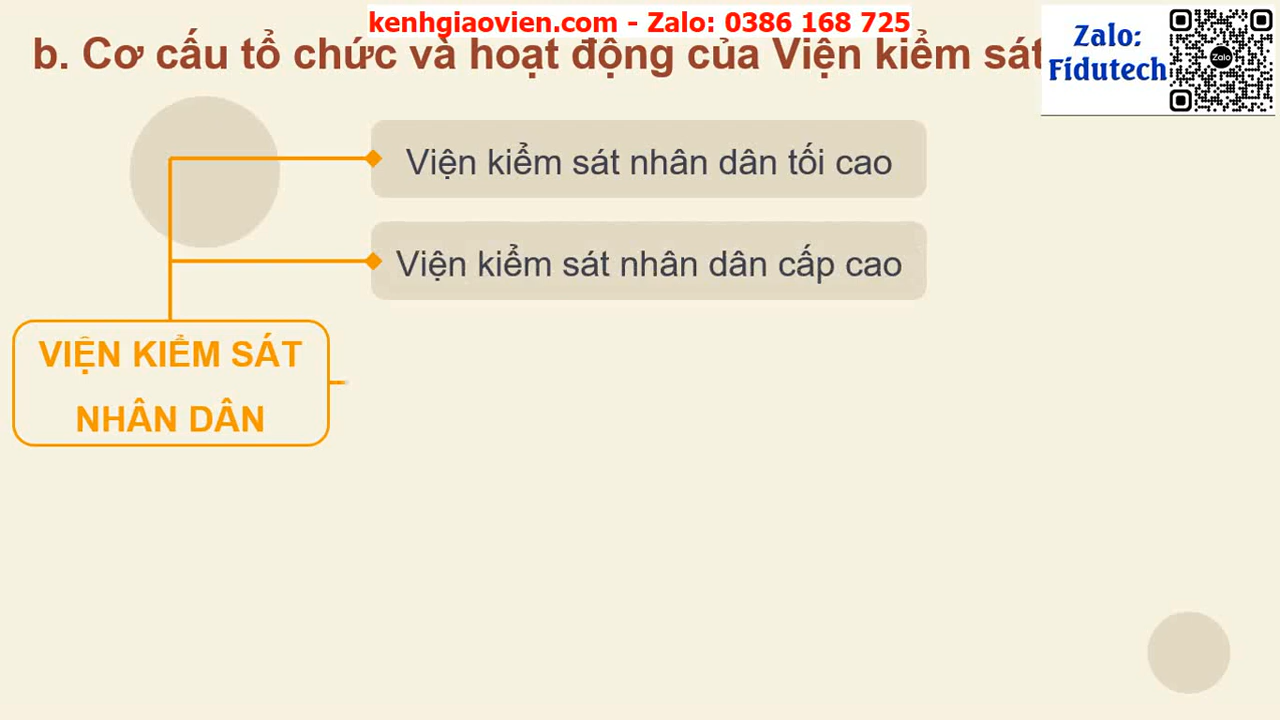 kenhgiaovien.com - Zalo: 0386 168 725
b. Cơ cấu tổ chức và hoạt động của Viện kiểm sát
Zalo:
Fidutech
Zalo
Viện kiểm sát nhân dân tối cao
Viện kiểm sát nhân dân cấp cao
VIỆN KIỂM SÁT
NHÂN DÂN